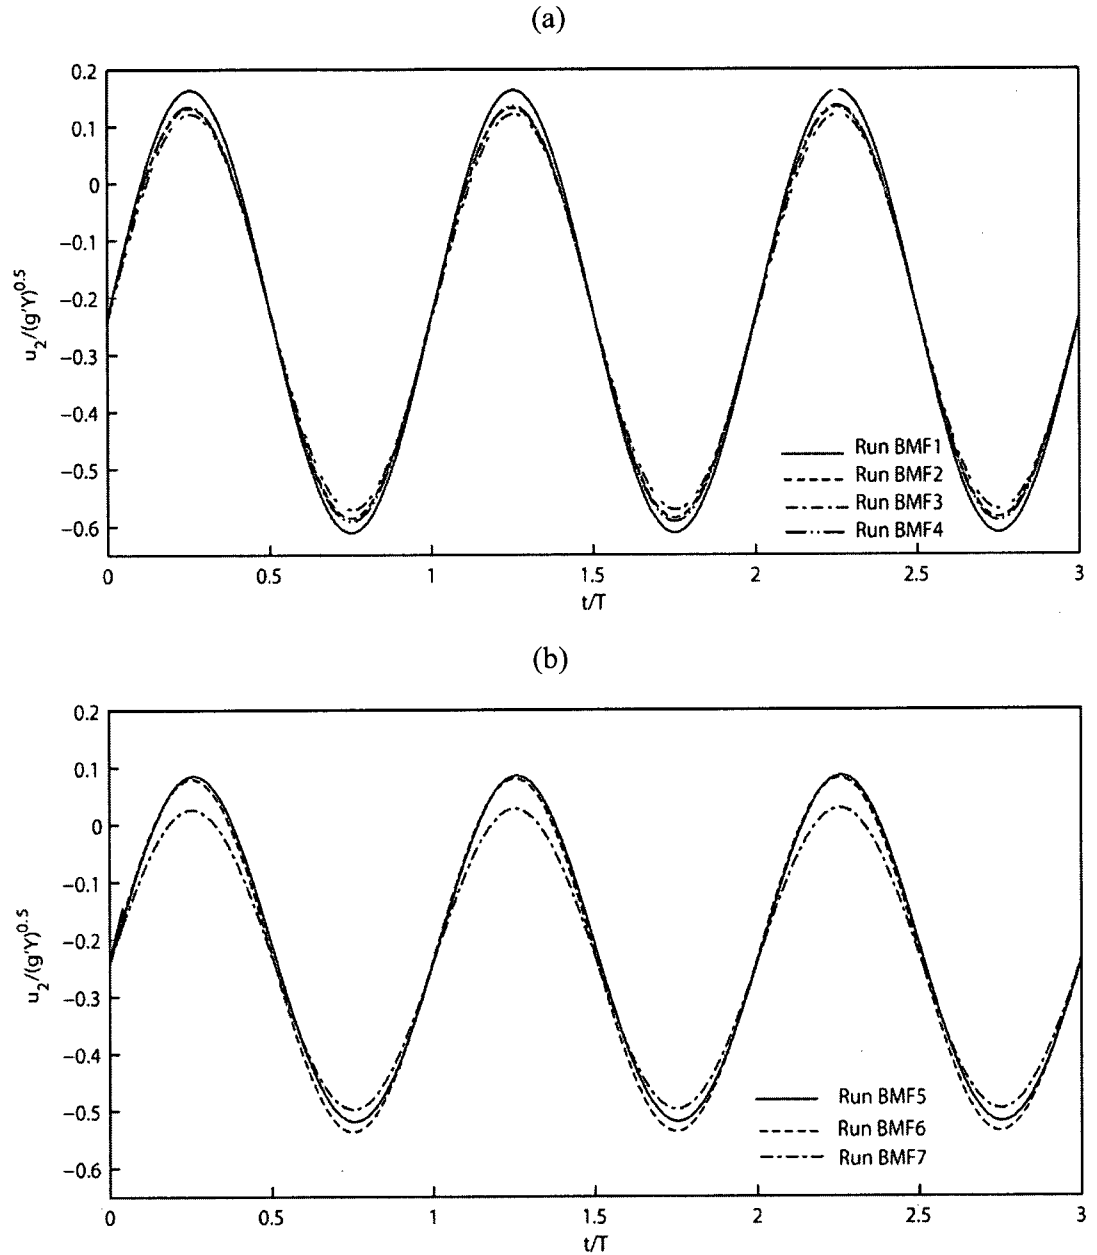 (a)
0.2
0.1
0
−0.1
−0.2
−0.3
−0.4
−0.5
−0.6
u2/(g'Y)^0.5
Run BMF1
Run BMF2
Run BMF3
Run BMF4
0 0.5 1 1.5 2 2.5 3
t/T
(b)
0.2
0.1
0
−0.1
−0.2
−0.3
−0.4
−0.5
−0.6
u2/(g'Y)^0.5
Run BMF5
Run BMF6
Run BMF7
0 0.5 1 1.5 2 2.5 3
t/T